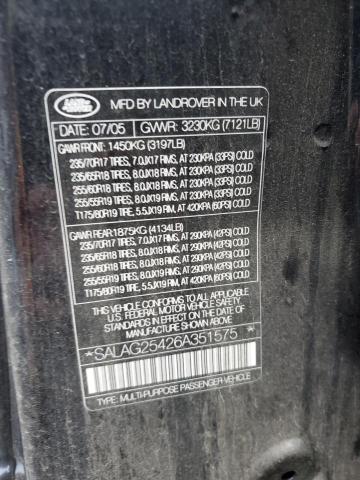 LAND ROVER
MFD BY LANDROVER IN THE UK
DATE: 07/05 GVWR: 3230KG (7121LB)
GAWR FRONT: 1450KG (3197LB)
235/70R17 TIRES, 7.0JX17 RIMS, AT 230KPA (33PSI) COLD
235/65R18 TIRES, 8.0JX18 RIMS, AT 230KPA (33PSI) COLD
255/60R18 TIRES, 8.0JX18 RIMS, AT 230KPA (33PSI) COLD
255/55R19 TIRES, 8.0JX19 RIMS, AT 230KPA (33PSI) COLD
T175/80R19 TIRE, 5.5JX19 RIM, AT 420KPA (60PSI) COLD
GAWR REAR: 1875KG (4134LB)
235/70R17 TIRES, 7.0JX17 RIMS, AT 290KPA (42PSI) COLD
235/65R18 TIRES, 8.0JX18 RIMS, AT 290KPA (42PSI) COLD
255/60R18 TIRES, 8.0JX18 RIMS, AT 290KPA (42PSI) COLD
255/55R19 TIRES, 8.0JX19 RIMS, AT 290KPA (42PSI) COLD
T175/80R19 TIRE, 5.5JX19 RIM, AT 420KPA (60PSI) COLD
THIS VEHICLE CONFORMS TO ALL APPLICABLE
FEDERAL MOTOR VEHICLE SAFETY
STANDARDS IN EFFECT ON THE DATE OF
MANUFACTURE SHOWN ABOVE.
*SALAG25426A351575*
TYPE: MULTI-PURPOSE PASSENGER VEHICLE